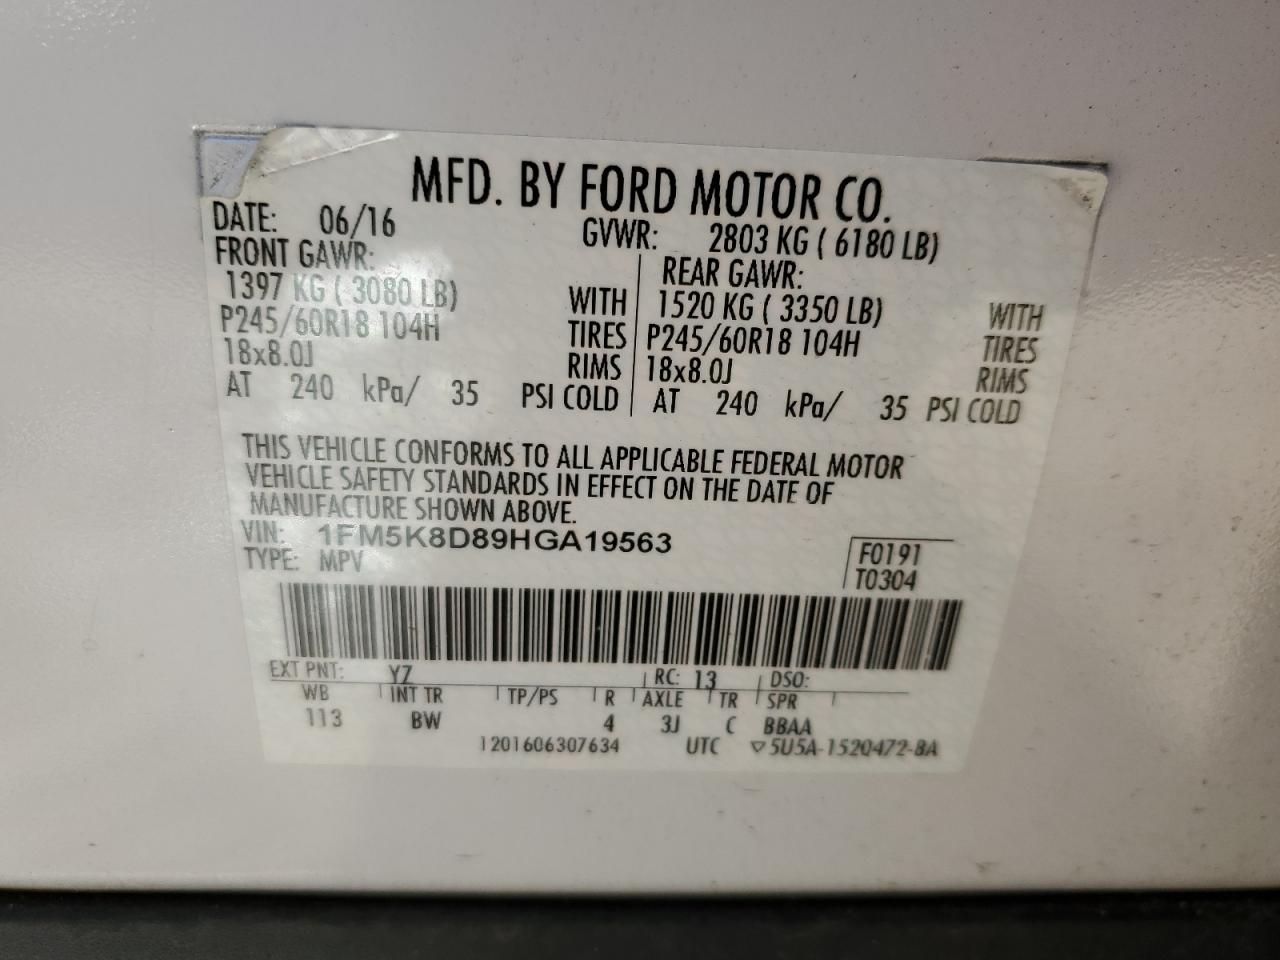 MFD. BY FORD MOTOR CO.
DATE: 06/16 GVWR: 2803 KG ( 6180 LB)
FRONT GAWR: REAR GAWR:
1397 KG ( 3080 LB) WITH 1520 KG ( 3350 LB) WITH
P245/60R18 104H TIRES P245/60R18 104H TIRES
18x8.0J RIMS 18x8.0J RIMS
AT 240 kPa/ 35 PSI COLD AT 240 kPa/ 35 PSI COLD
THIS VEHICLE CONFORMS TO ALL APPLICABLE FEDERAL MOTOR
VEHICLE SAFETY STANDARDS IN EFFECT ON THE DATE OF
MANUFACTURE SHOWN ABOVE.
VIN: 1FM5K8D89HGA19563 F0191
TYPE: MPV T0304
EXT PNT: YZ RC: 13 DSO:
WB INT TR TP/PS R AXLE TR SPR
113 BW 4 3J C BBAA
1201606307634 UTC ▽5U5A-1520472-BA